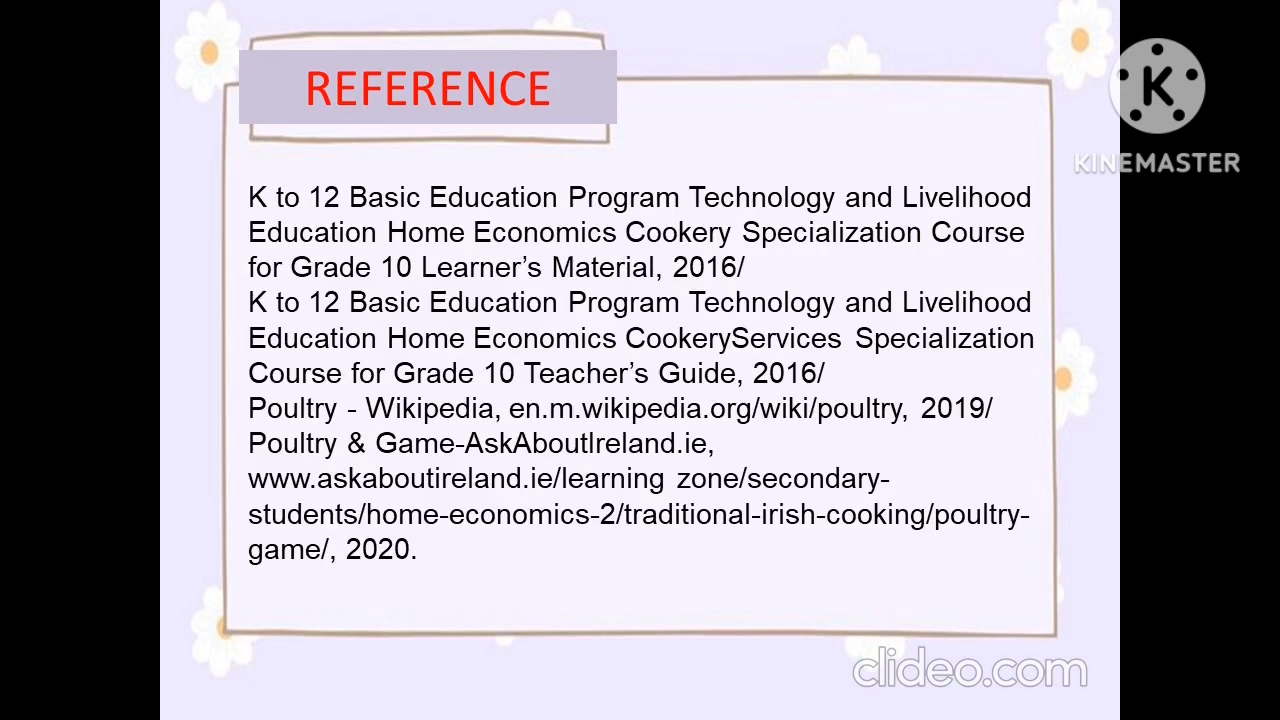 REFERENCE
K
KINEMASTER
K to 12 Basic Education Program Technology and Livelihood
Education Home Economics Cookery Specialization Course
for Grade 10 Learner’s Material, 2016/
K to 12 Basic Education Program Technology and Livelihood
Education Home Economics CookeryServices Specialization
Course for Grade 10 Teacher’s Guide, 2016/
Poultry - Wikipedia, en.m.wikipedia.org/wiki/poultry, 2019/
Poultry & Game-AskAboutIreland.ie,
www.askaboutireland.ie/learning zone/secondary-
students/home-economics-2/traditional-irish-cooking/poultry-
game/, 2020.
clideo.com